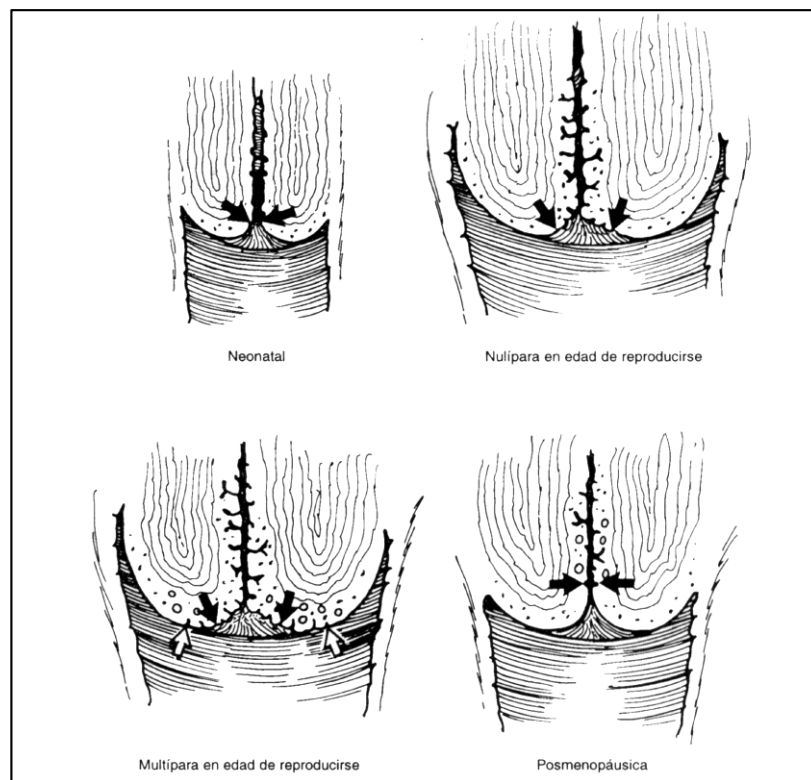 Neonatal
Nulípara en edad de reproducirse
Multípara en edad de reproducirse
Posmenopáusica